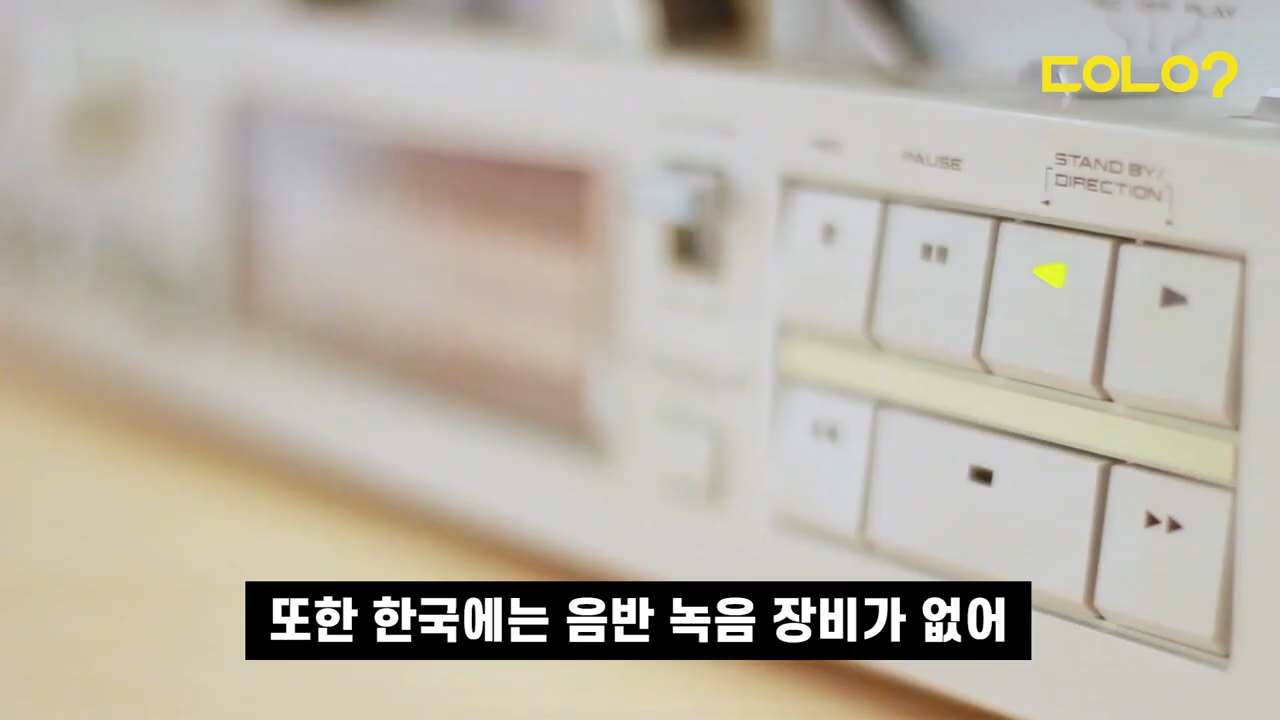 COLO?
PAUSE
STAND BY/
DIRECTION
또한 한국에는 음반 녹음 장비가 없어